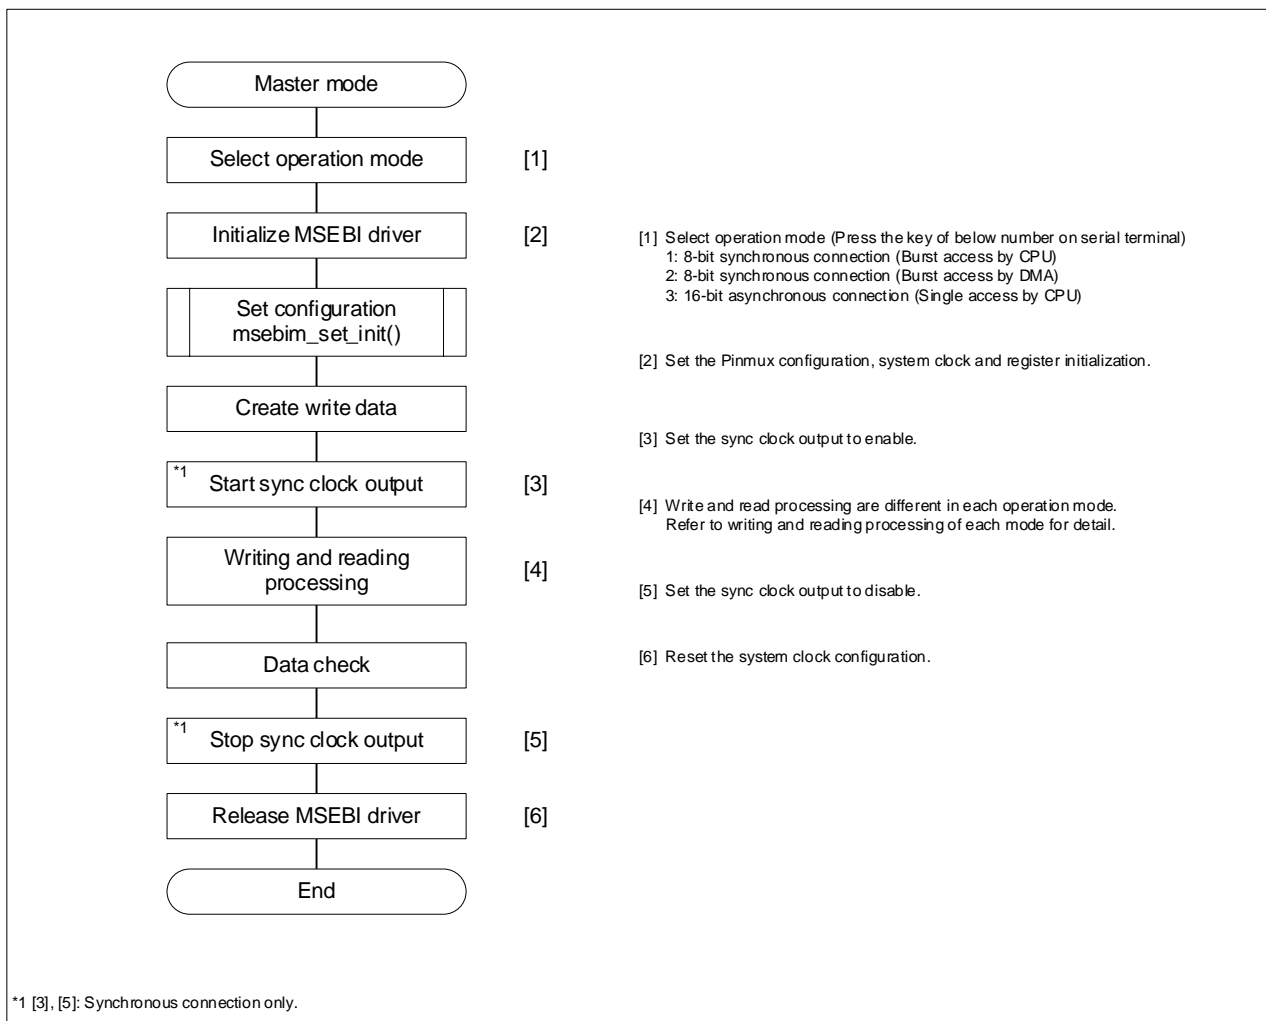 Master mode
Select operation mode
[1]
Initialize MSEBI driver
[2]
Set configuration
msebim_set_init()
Create write data
*1
Start sync clock output
[3]
Writing and reading
processing
[4]
Data check
*1
Stop sync clock output
[5]
Release MSEBI driver
[6]
End
[1] Select operation mode (Press the key of below number on serial terminal)
1: 8-bit synchronous connection (Burst access by CPU)
2: 8-bit synchronous connection (Burst access by DMA)
3: 16-bit asynchronous connection (Single access by CPU)
[2] Set the Pinmux configuration, system clock and register initialization.
[3] Set the sync clock output to enable.
[4] Write and read processing are different in each operation mode.
Refer to writing and reading processing of each mode for detail.
[5] Set the sync clock output to disable.
[6] Reset the system clock configuration.
*1 [3], [5]: Synchronous connection only.